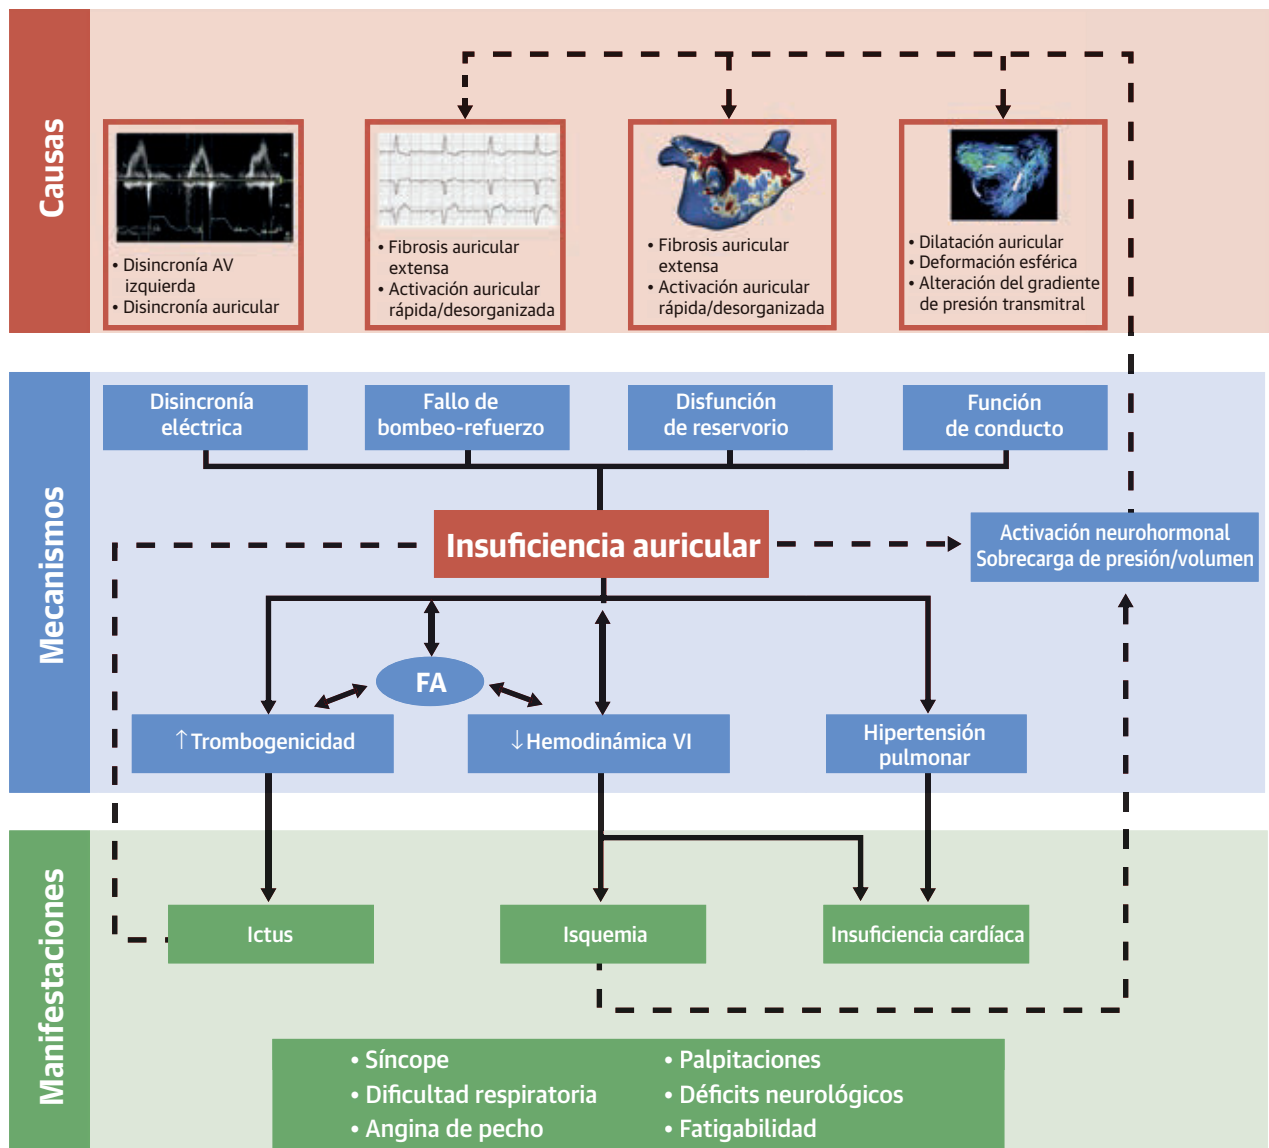 Causas
• Disincronía AV
izquierda
• Disincronía auricular
• Fibrosis auricular
extensa
• Activación auricular
rápida/desorganizada
• Fibrosis auricular
extensa
• Activación auricular
rápida/desorganizada
• Dilatación auricular
• Deformación esférica
• Alteración del gradiente
de presión transmitral
Mecanismos
Disincronía
eléctrica
Fallo de
bombeo-refuerzo
Disfunción
de reservorio
Función
de conducto
Insuficiencia auricular
Activación neurohormonal
Sobrecarga de presión/volumen
FA
↑Trombogenicidad
↓Hemodinámica VI
Hipertensión
pulmonar
Manifestaciones
Ictus
Isquemia
Insuficiencia cardíaca
• Síncope
• Dificultad respiratoria
• Angina de pecho
• Palpitaciones
• Déficits neurológicos
• Fatigabilidad